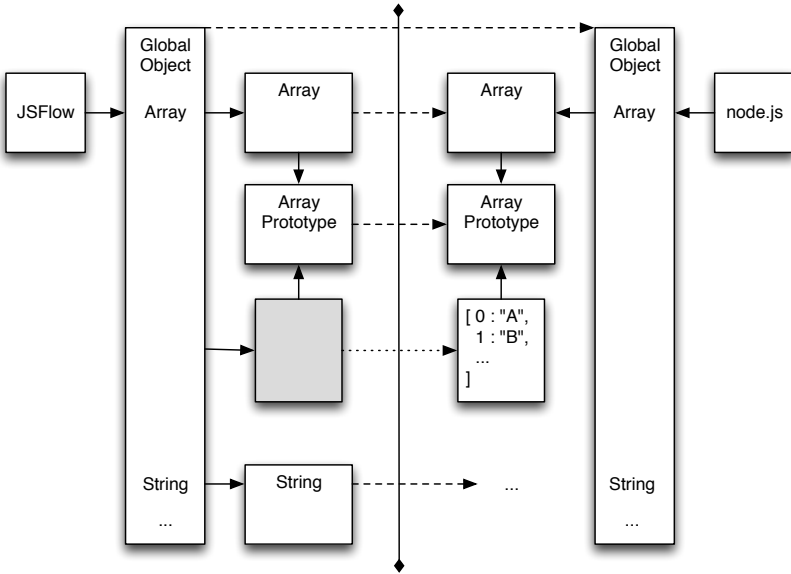 Global
Object
Global
Object
JSFlow
Array
Array
Array
Array
node.js
Array
Prototype
Array
Prototype
[ 0 : "A",
1 : "B",
...
]
String
String
...
String
...
...